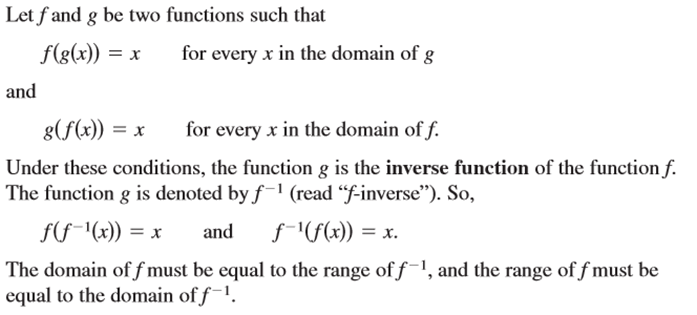 Let f and g be two functions such that
f(g(x)) = x for every x in the domain of g
and
g(f(x)) = x for every x in the domain of f.
Under these conditions, the function g is the inverse function of the function f.
The function g is denoted by f⁻¹ (read “f-inverse”). So,
f(f⁻¹(x)) = x and f⁻¹(f(x)) = x.
The domain of f must be equal to the range of f⁻¹, and the range of f must be
equal to the domain of f⁻¹.